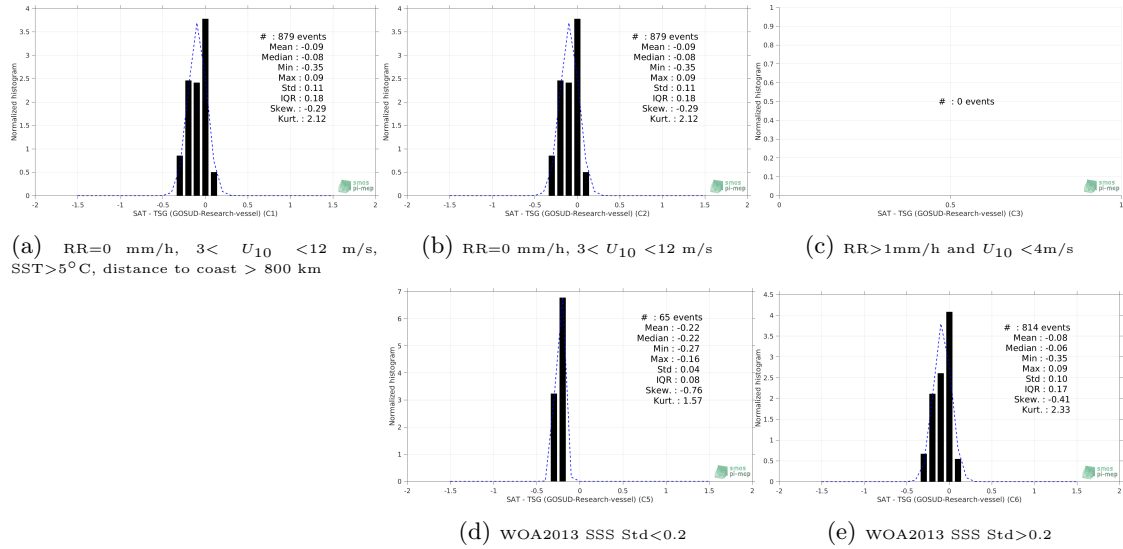 4
3.5
3
2.5
2
1.5
1
0.5
0
Normalized histogram
# : 879 events
Mean : -0.09
Median : -0.08
Min : -0.35
Max : 0.09
Std : 0.11
IQR : 0.18
Skew. : -0.29
Kurt. : 2.12
smos
pi-mep
-2 -1.5 -1 -0.5 0 0.5 1 1.5 2
SAT - TSG (GOSUD-Research-vessel) (C1)
(a) RR=0 mm/h, 3< U10 <12 m/s,
SST>5°C, distance to coast > 800 km
4
3.5
3
2.5
2
1.5
1
0.5
0
Normalized histogram
# : 879 events
Mean : -0.09
Median : -0.08
Min : -0.35
Max : 0.09
Std : 0.11
IQR : 0.18
Skew. : -0.29
Kurt. : 2.12
smos
pi-mep
-2 -1.5 -1 -0.5 0 0.5 1 1.5 2
SAT - TSG (GOSUD-Research-vessel) (C2)
(b) RR=0 mm/h, 3< U10 <12 m/s
1
0.9
0.8
0.7
0.6
0.5
0.4
0.3
0.2
0.1
0
Normalized histogram
# : 0 events
smos
pi-mep
0 0.5 1
SAT - TSG (GOSUD-Research-vessel) (C3)
(c) RR>1mm/h and U10 <4m/s
7
6
5
4
3
2
1
0
Normalized histogram
# : 65 events
Mean : -0.22
Median : -0.22
Min : -0.27
Max : -0.16
Std : 0.04
IQR : 0.08
Skew. : -0.76
Kurt. : 1.57
smos
pi-mep
-2 -1.5 -1 -0.5 0 0.5 1 1.5 2
SAT - TSG (GOSUD-Research-vessel) (C5)
(d) WOA2013 SSS Std<0.2
4.5
4
3.5
3
2.5
2
1.5
1
0.5
0
Normalized histogram
# : 814 events
Mean : -0.08
Median : -0.06
Min : -0.35
Max : 0.09
Std : 0.10
IQR : 0.17
Skew. : -0.41
Kurt. : 2.33
smos
pi-mep
-2 -1.5 -1 -0.5 0 0.5 1 1.5 2
SAT - TSG (GOSUD-Research-vessel) (C6)
(e) WOA2013 SSS Std>0.2